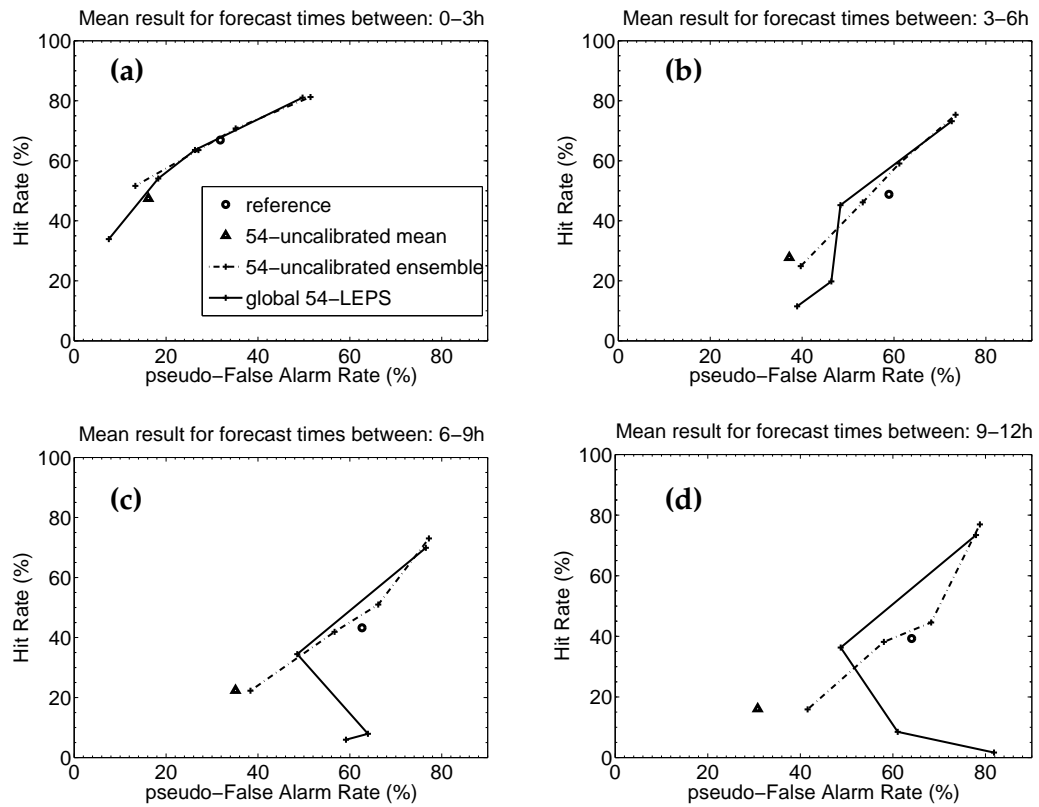 Mean result for forecast times between: 0−3h
(a)
100
80
60
40
20
0
Hit Rate (%)
0 20 40 60 80
pseudo−False Alarm Rate (%)
reference
54−uncalibrated mean
54−uncalibrated ensemble
global 54−LEPS
Mean result for forecast times between: 3−6h
(b)
100
80
60
40
20
0
Hit Rate (%)
0 20 40 60 80
pseudo−False Alarm Rate (%)
Mean result for forecast times between: 6−9h
(c)
100
80
60
40
20
0
Hit Rate (%)
0 20 40 60 80
pseudo−False Alarm Rate (%)
Mean result for forecast times between: 9−12h
(d)
100
80
60
40
20
0
Hit Rate (%)
0 20 40 60 80
pseudo−False Alarm Rate (%)